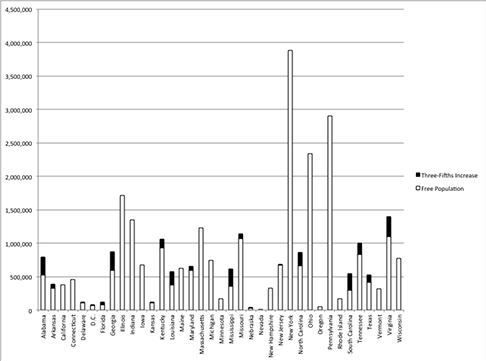 4,500,000
4,000,000
3,500,000
3,000,000
2,500,000
2,000,000
1,500,000
1,000,000
500,000
0
Alabama
Arkansas
California
Connecticut
Delaware
D.C.
Florida
Georgia
Illinois
Indiana
Iowa
Kansas
Kentucky
Louisiana
Maine
Maryland
Massachusetts
Michigan
Minnesota
Mississippi
Missouri
Nebraska
Nevada
New Hampshire
New Jersey
New York
North Carolina
Ohio
Oregon
Pennsylvania
Rhode Island
South Carolina
Tennessee
Texas
Vermont
Virginia
Wisconsin
Three-Fifths Increase
Free Population